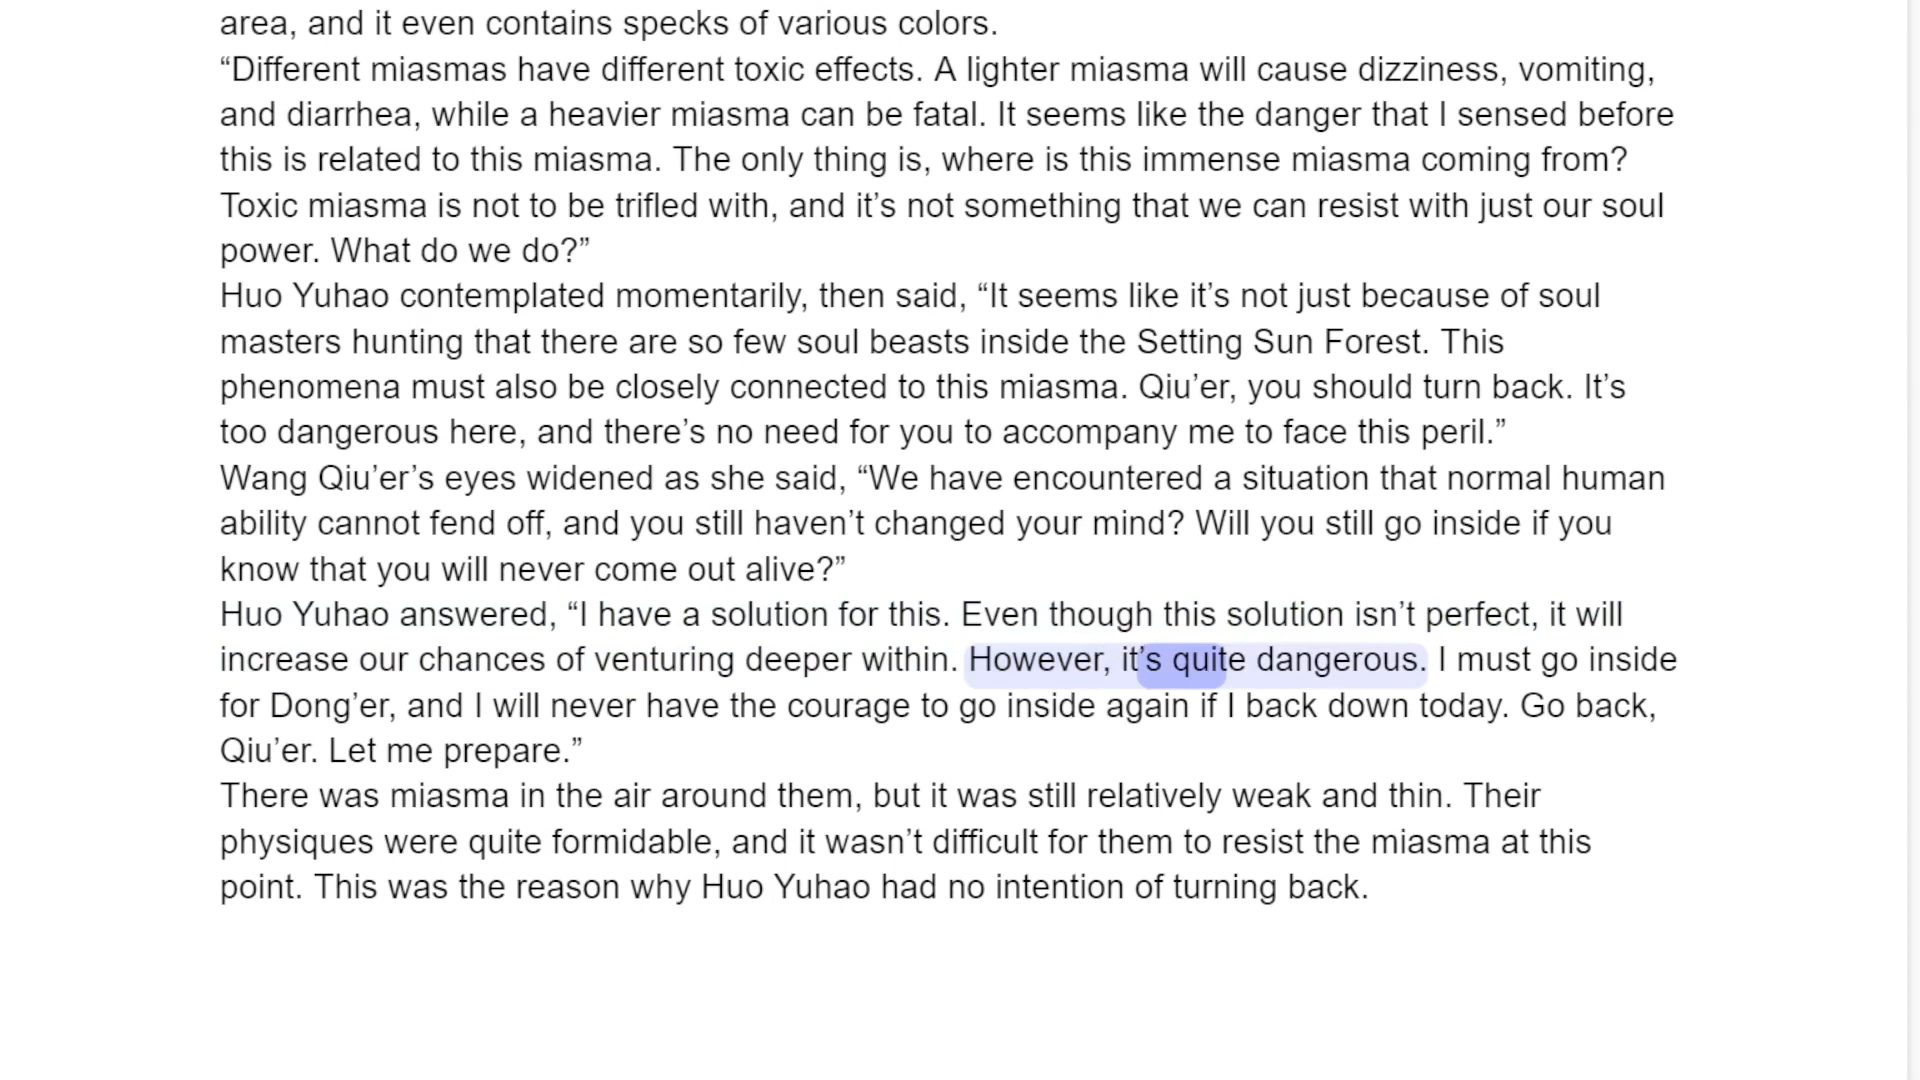 area, and it even contains specks of various colors.
“Different miasmas have different toxic effects. A lighter miasma will cause dizziness, vomiting,
and diarrhea, while a heavier miasma can be fatal. It seems like the danger that I sensed before
this is related to this miasma. The only thing is, where is this immense miasma coming from?
Toxic miasma is not to be trifled with, and it’s not something that we can resist with just our soul
power. What do we do?”
Huo Yuhao contemplated momentarily, then said, “It seems like it’s not just because of soul
masters hunting that there are so few soul beasts inside the Setting Sun Forest. This
phenomena must also be closely connected to this miasma. Qiu’er, you should turn back. It’s
too dangerous here, and there’s no need for you to accompany me to face this peril.”
Wang Qiu’er’s eyes widened as she said, “We have encountered a situation that normal human
ability cannot fend off, and you still haven’t changed your mind? Will you still go inside if you
know that you will never come out alive?”
Huo Yuhao answered, “I have a solution for this. Even though this solution isn’t perfect, it will
increase our chances of venturing deeper within. However, it’s quite dangerous. I must go inside
for Dong’er, and I will never have the courage to go inside again if I back down today. Go back,
Qiu’er. Let me prepare.”
There was miasma in the air around them, but it was still relatively weak and thin. Their
physiques were quite formidable, and it wasn’t difficult for them to resist the miasma at this
point. This was the reason why Huo Yuhao had no intention of turning back.